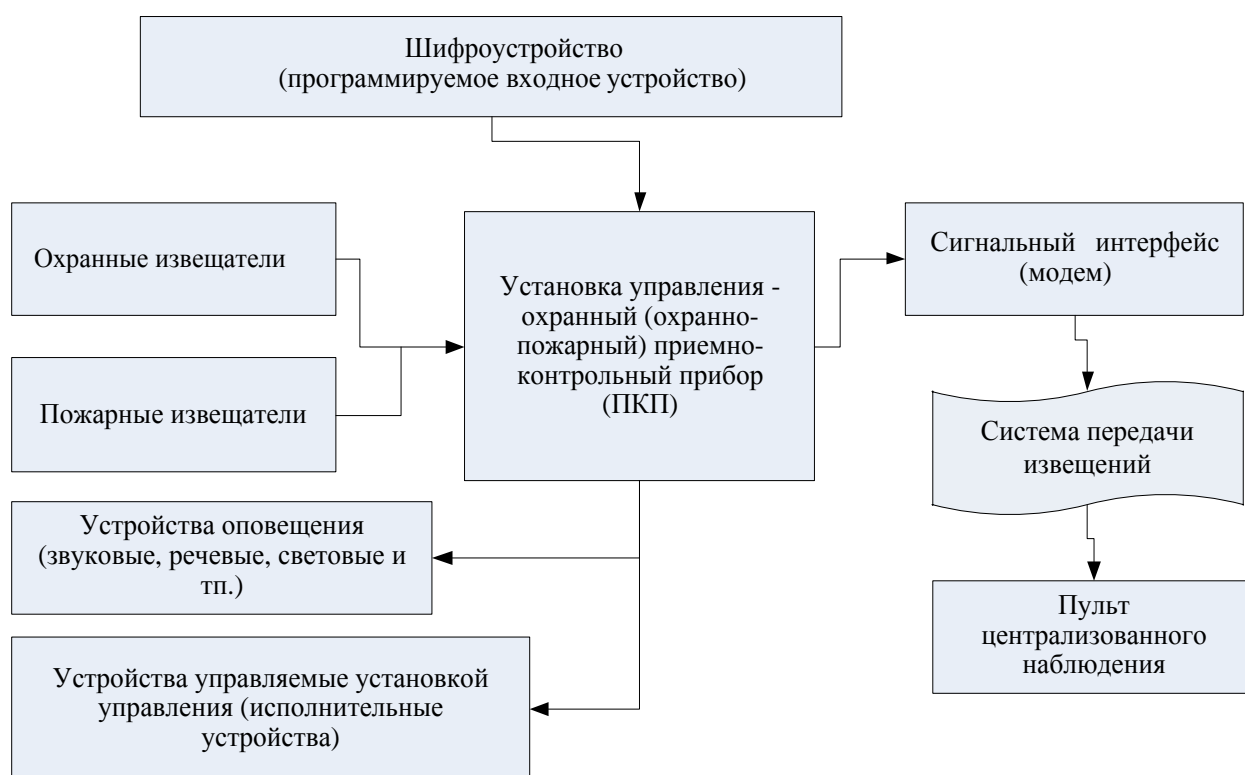 Шифроустройство
(программируемое входное устройство)
Охранные извещатели
Пожарные извещатели
Установка управления -
охранный (охранно-
пожарный) приемно-
контрольный прибор
(ПКП)
Сигнальный интерфейс
(модем)
Система передачи
извещений
Пульт
централизованного
наблюдения
Устройства оповещения
(звуковые, речевые, световые и
тп.)
Устройства управляемые установкой
управления (исполнительные
устройства)